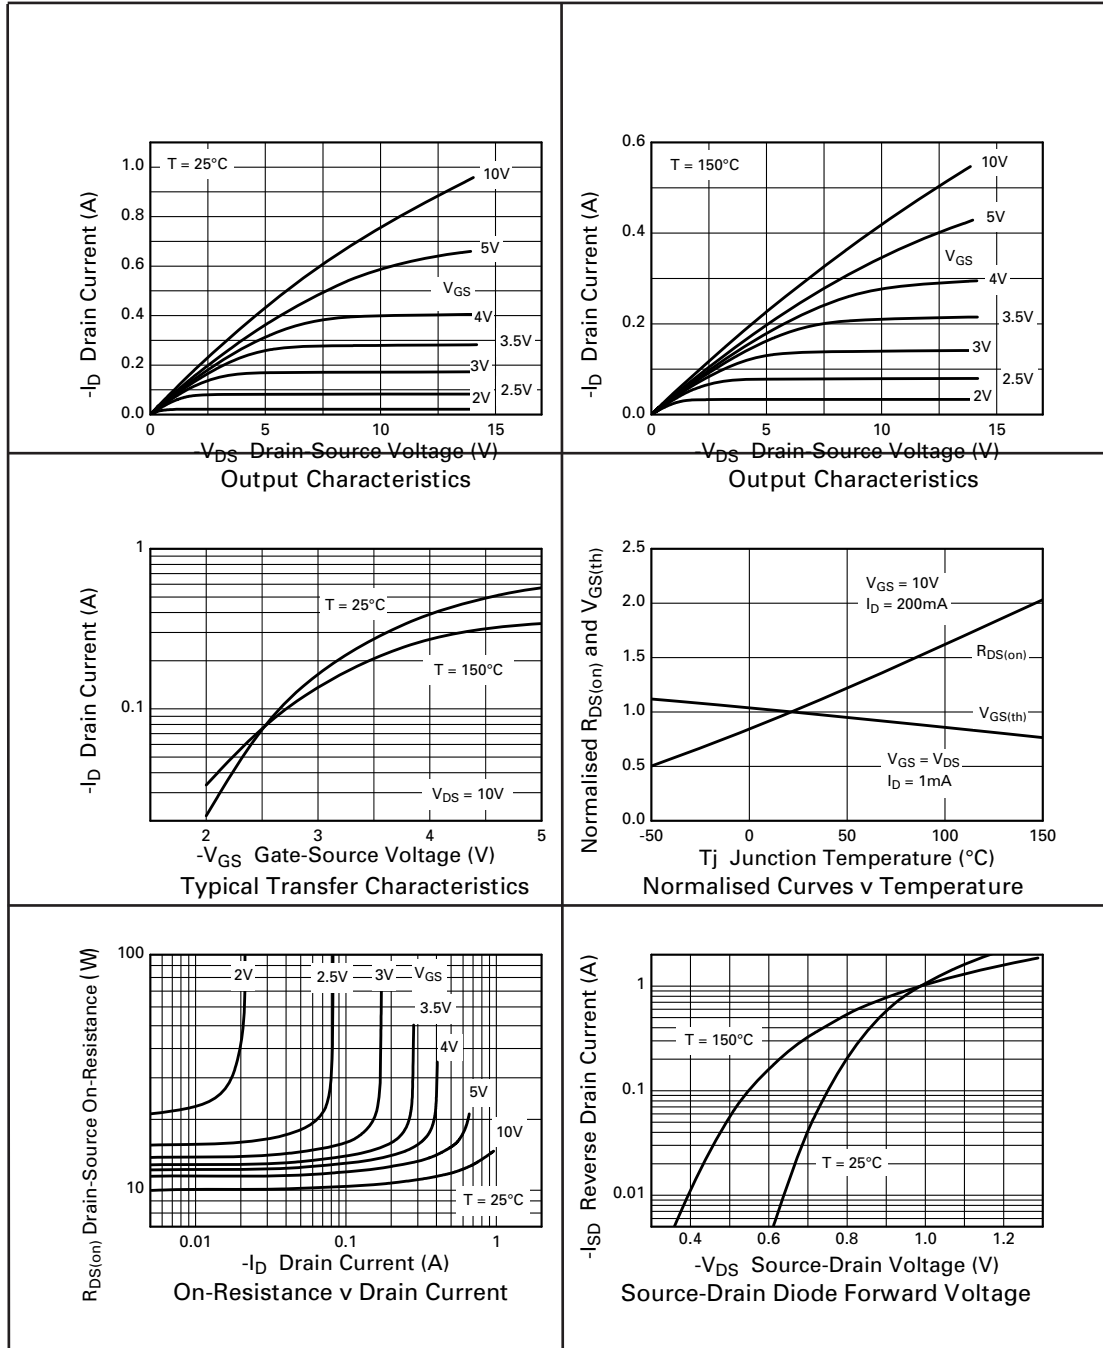 T = 25°C
1.0
0.8
0.6
0.4
0.2
0.0
-ID Drain Current (A)
10V
5V
VGS
4V
3.5V
3V
2.5V
2V
0
5
10
15
-VDS Drain-Source Voltage (V)
Output Characteristics
T = 150°C
0.6
0.4
0.2
0.0
-ID Drain Current (A)
10V
5V
VGS
4V
3.5V
3V
2.5V
2V
0
5
10
15
-VDS Drain-Source Voltage (V)
Output Characteristics
1
0.1
-ID Drain Current (A)
T = 25°C
T = 150°C
VDS = 10V
2
3
4
5
-VGS Gate-Source Voltage (V)
Typical Transfer Characteristics
2.5
2.0
1.5
1.0
0.5
0.0
Normalised RDS(on) and VGS(th)
VGS = 10V
ID = 200mA
RDS(on)
VGS(th)
VGS = VDS
ID = 1mA
-50
0
50
100
150
Tj Junction Temperature (°C)
Normalised Curves v Temperature
100
10
RDS(on) Drain-Source On-Resistance (W)
2V
2.5V
3V
VGS
3.5V
4V
5V
10V
T = 25°C
0.01
0.1
1
-ID Drain Current (A)
On-Resistance v Drain Current
1
0.1
0.01
-ISD Reverse Drain Current (A)
T = 150°C
T = 25°C
0.4
0.6
0.8
1.0
1.2
-VDS Source-Drain Voltage (V)
Source-Drain Diode Forward Voltage